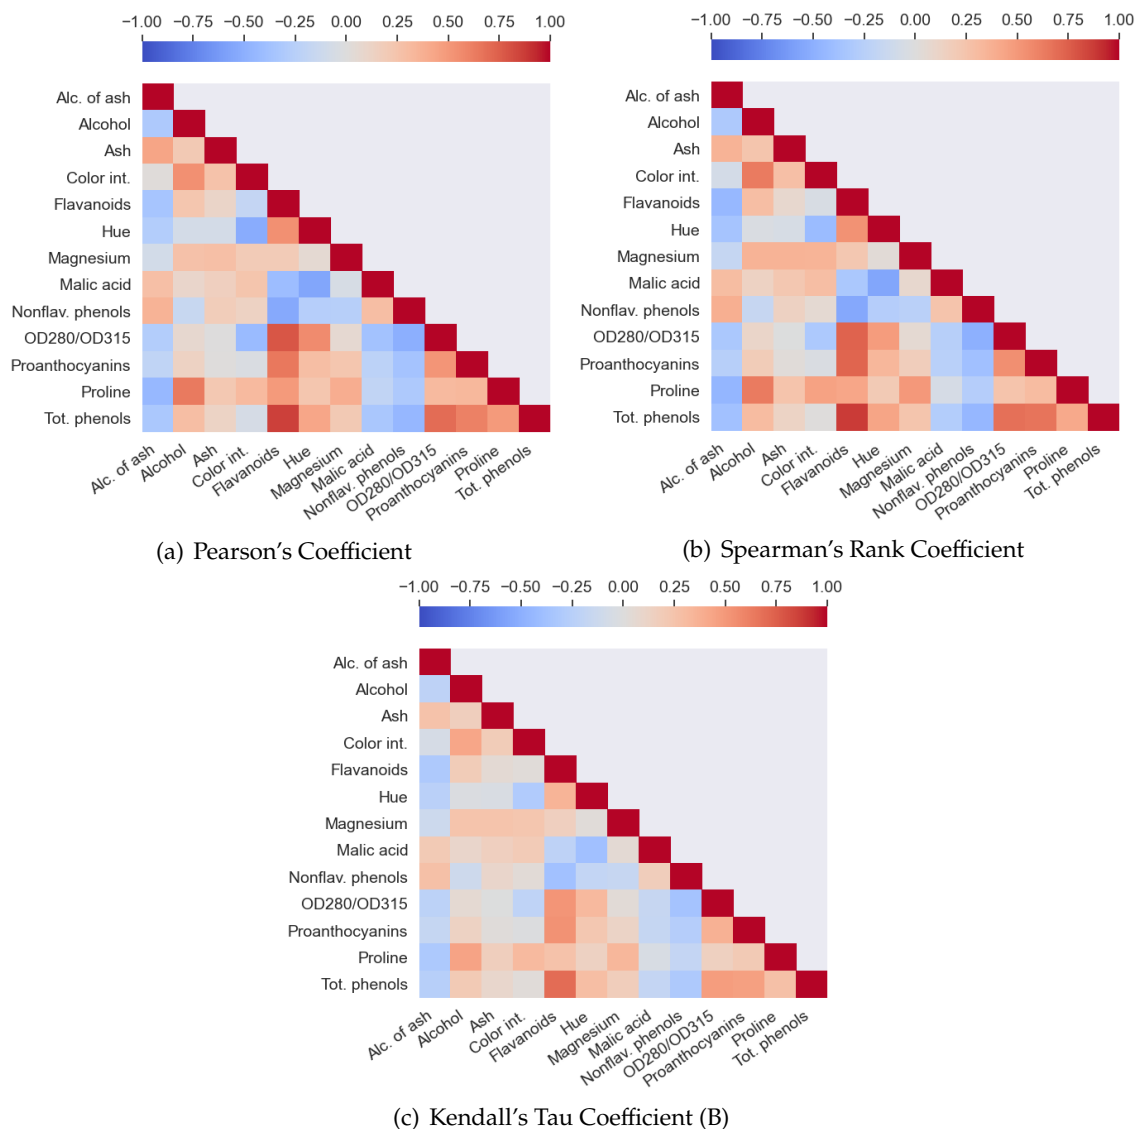 −1.00 −0.75 −0.50 −0.25 0.00 0.25 0.50 0.75 1.00
Alc. of ash
Alcohol
Ash
Color int.
Flavanoids
Hue
Magnesium
Malic acid
Nonflav. phenols
OD280/OD315
Proanthocyanins
Proline
Tot. phenols
Alc. of ash
Alcohol
Ash
Color int.
Flavanoids
Hue
Magnesium
Malic acid
Nonflav. phenols
OD280/OD315
Proanthocyanins
Proline
Tot. phenols
(a) Pearson’s Coefficient
−1.00 −0.75 −0.50 −0.25 0.00 0.25 0.50 0.75 1.00
Alc. of ash
Alcohol
Ash
Color int.
Flavanoids
Hue
Magnesium
Malic acid
Nonflav. phenols
OD280/OD315
Proanthocyanins
Proline
Tot. phenols
Alc. of ash
Alcohol
Ash
Color int.
Flavanoids
Hue
Magnesium
Malic acid
Nonflav. phenols
OD280/OD315
Proanthocyanins
Proline
Tot. phenols
(b) Spearman’s Rank Coefficient
−1.00 −0.75 −0.50 −0.25 0.00 0.25 0.50 0.75 1.00
Alc. of ash
Alcohol
Ash
Color int.
Flavanoids
Hue
Magnesium
Malic acid
Nonflav. phenols
OD280/OD315
Proanthocyanins
Proline
Tot. phenols
Alc. of ash
Alcohol
Ash
Color int.
Flavanoids
Hue
Magnesium
Malic acid
Nonflav. phenols
OD280/OD315
Proanthocyanins
Proline
Tot. phenols
(c) Kendall’s Tau Coefficient (B)